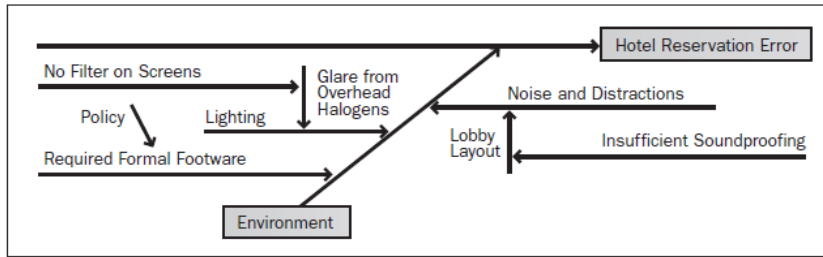 Hotel Reservation Error
No Filter on Screens
Glare from
Overhead
Halogens
Noise and Distractions
Policy
Lighting
Lobby
Layout
Insufficient Soundproofing
Required Formal Footware
Environment